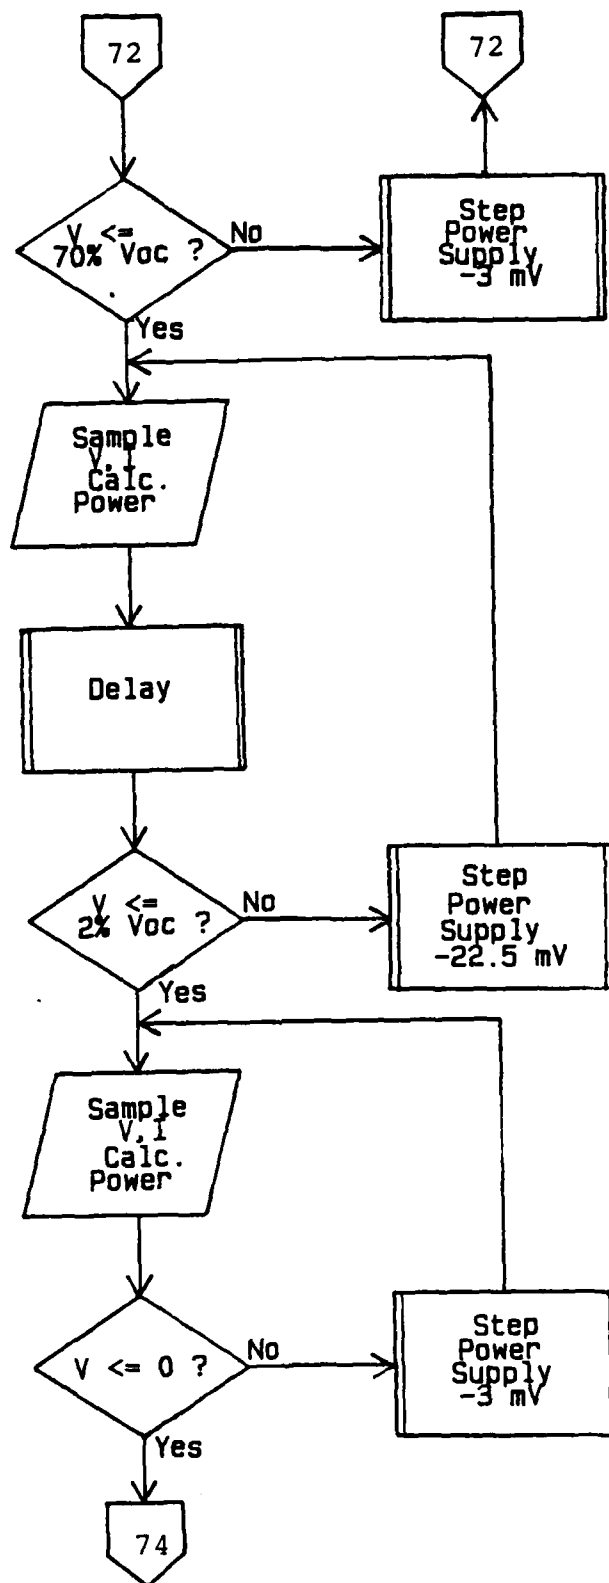 72
72
V <=
70% Voc ?
No
Step
Power
Supply
-3 mV
Yes
Sample
V, I
Calc.
Power
Delay
V <=
2% Voc ?
No
Step
Power
Supply
-22.5 mV
Yes
Sample
V, I
Calc.
Power
V <= 0 ?
No
Step
Power
Supply
-3 mV
Yes
74